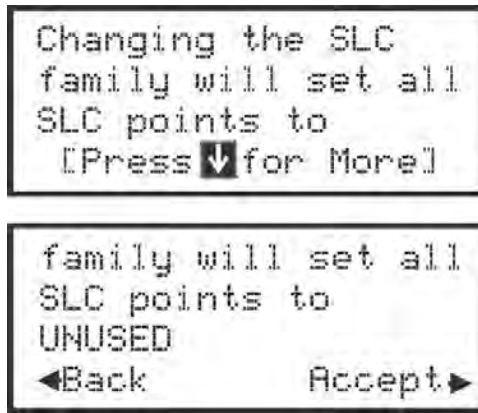 Changing the SLC
family will set all
SLC points to
[Press↓for More]
family will set all
SLC points to
UNUSED
◀Back Accept▶